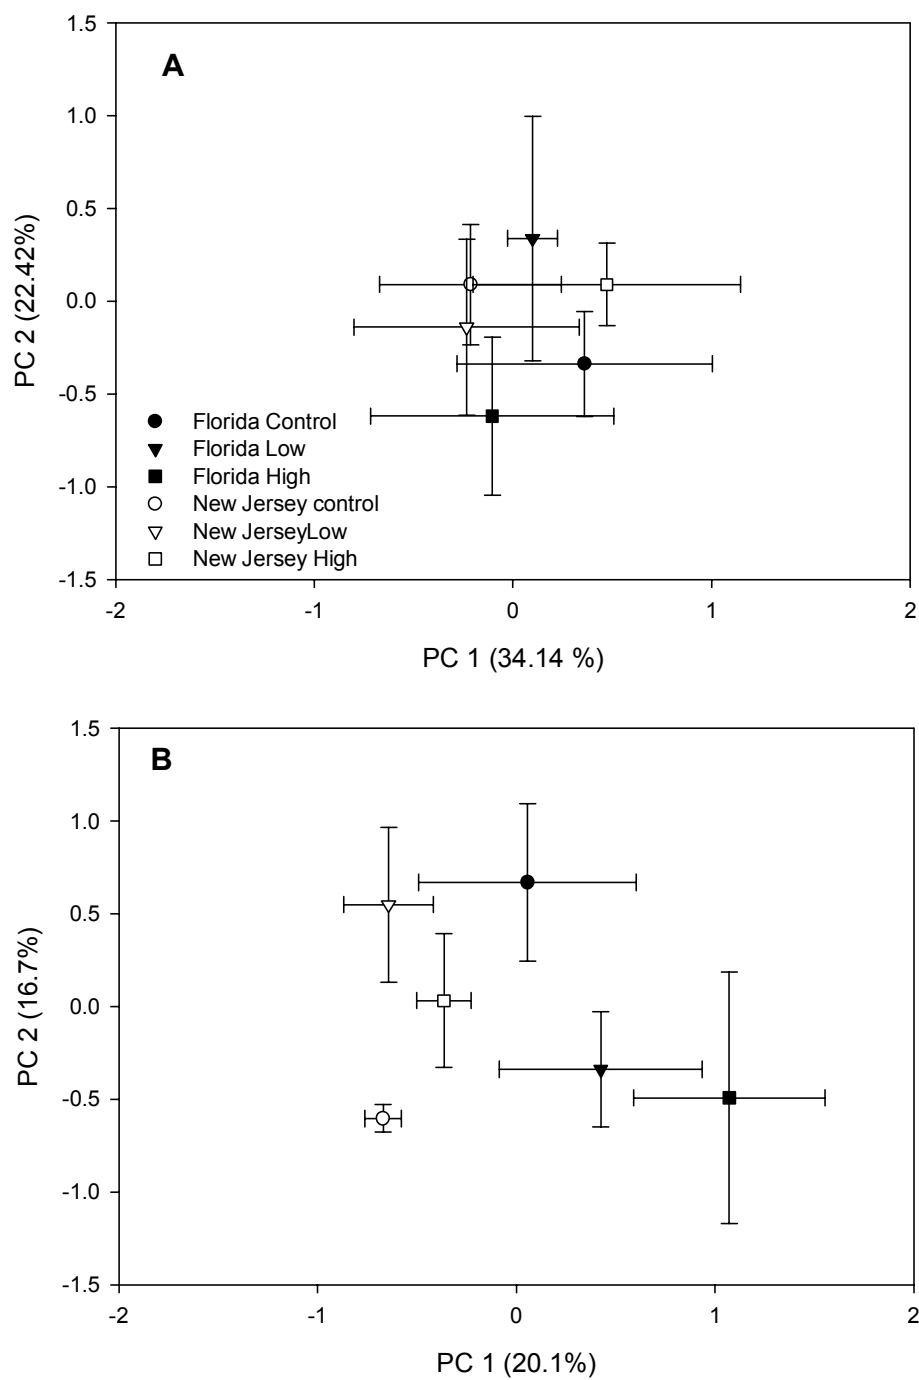 1.5
A
1.0
0.5
0.0
-0.5
-1.0
-1.5
PC 2 (22.42%)
Florida Control
Florida Low
Florida High
New Jersey control
New JerseyLow
New Jersey High
-2 -1 0 1 2
PC 1 (34.14 %)
1.5
B
1.0
0.5
0.0
-0.5
-1.0
-1.5
PC 2 (16.7%)
-2 -1 0 1 2
PC 1 (20.1%)